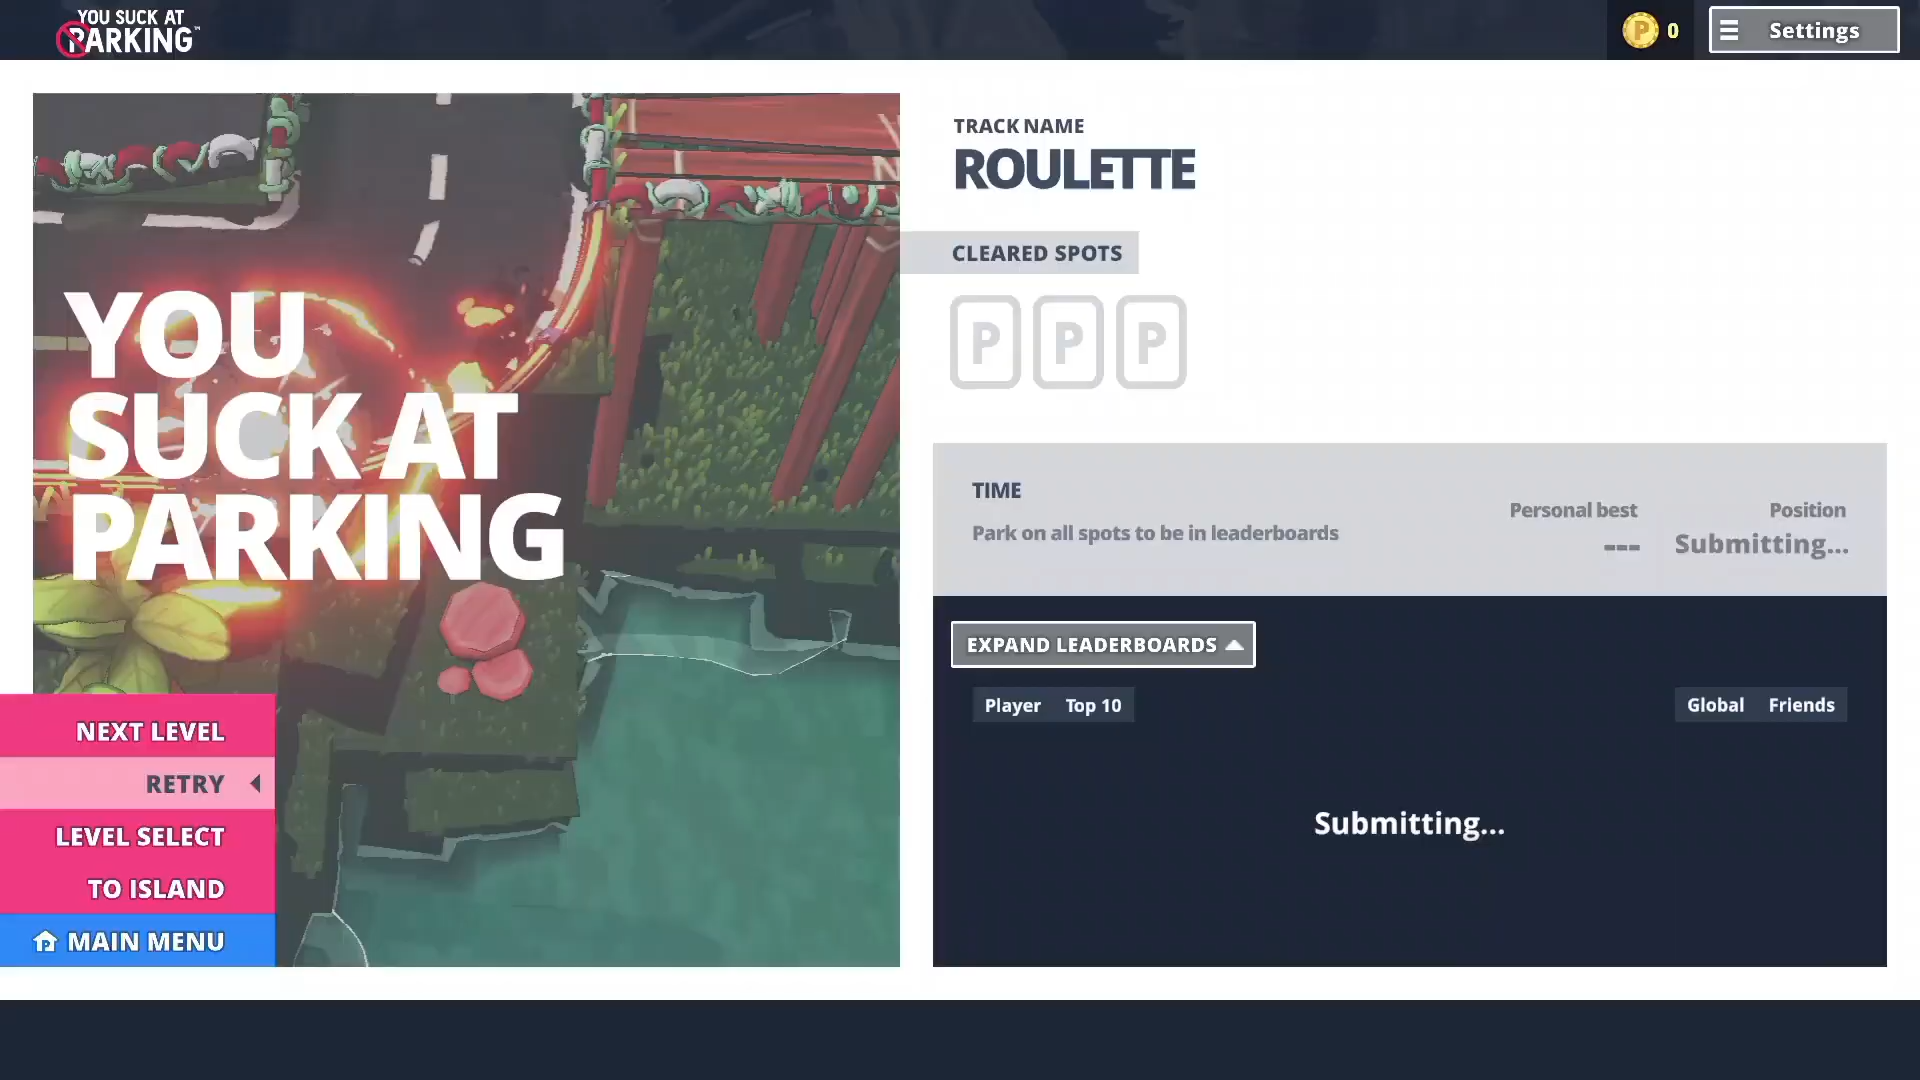 YOU SUCK AT
PARKING™
P 0
Settings
TRACK NAME
ROULETTE
CLEARED SPOTS
P P P
YOU
SUCK AT
PARKING
TIME
Park on all spots to be in leaderboards
Personal best
---
Position
Submitting...
EXPAND LEADERBOARDS
Player Top 10
Global Friends
Submitting...
NEXT LEVEL
RETRY
LEVEL SELECT
TO ISLAND
MAIN MENU